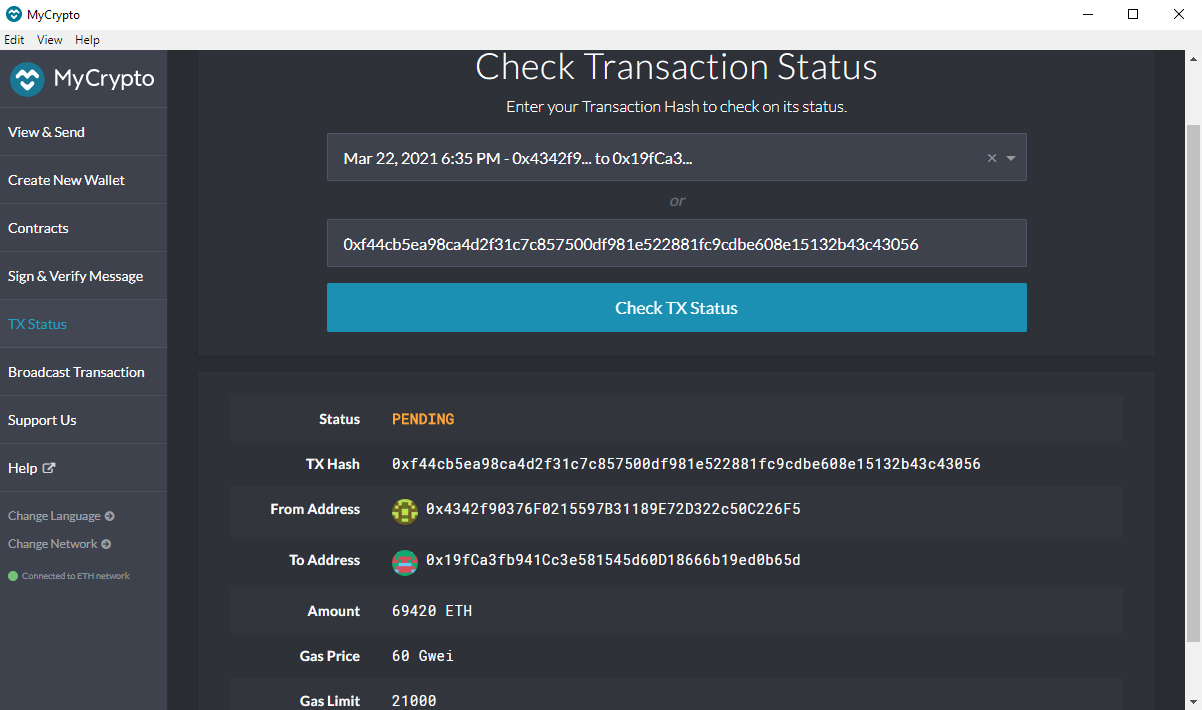 MyCrypto
Edit View Help
MyCrypto
View & Send
Create New Wallet
Contracts
Sign & Verify Message
TX Status
Broadcast Transaction
Support Us
Help
Change Language
Change Network
Connected to ETH network
Check Transaction Status
Enter your Transaction Hash to check on its status.
Mar 22, 2021 6:35 PM - 0x4342f9... to 0x19fCa3...
or
0xf44cb5ea98ca4d2f31c7c857500df981e522881fc9cdbe608e15132b43c43056
Check TX Status
Status PENDING
TX Hash 0xf44cb5ea98ca4d2f31c7c857500df981e522881fc9cdbe608e15132b43c43056
From Address 0x4342f90376F0215597B31189E72D322c50C226F5
To Address 0x19fCa3fb941Cc3e581545d60D18666b19ed0b65d
Amount 69420 ETH
Gas Price 60 Gwei
Gas Limit 21000